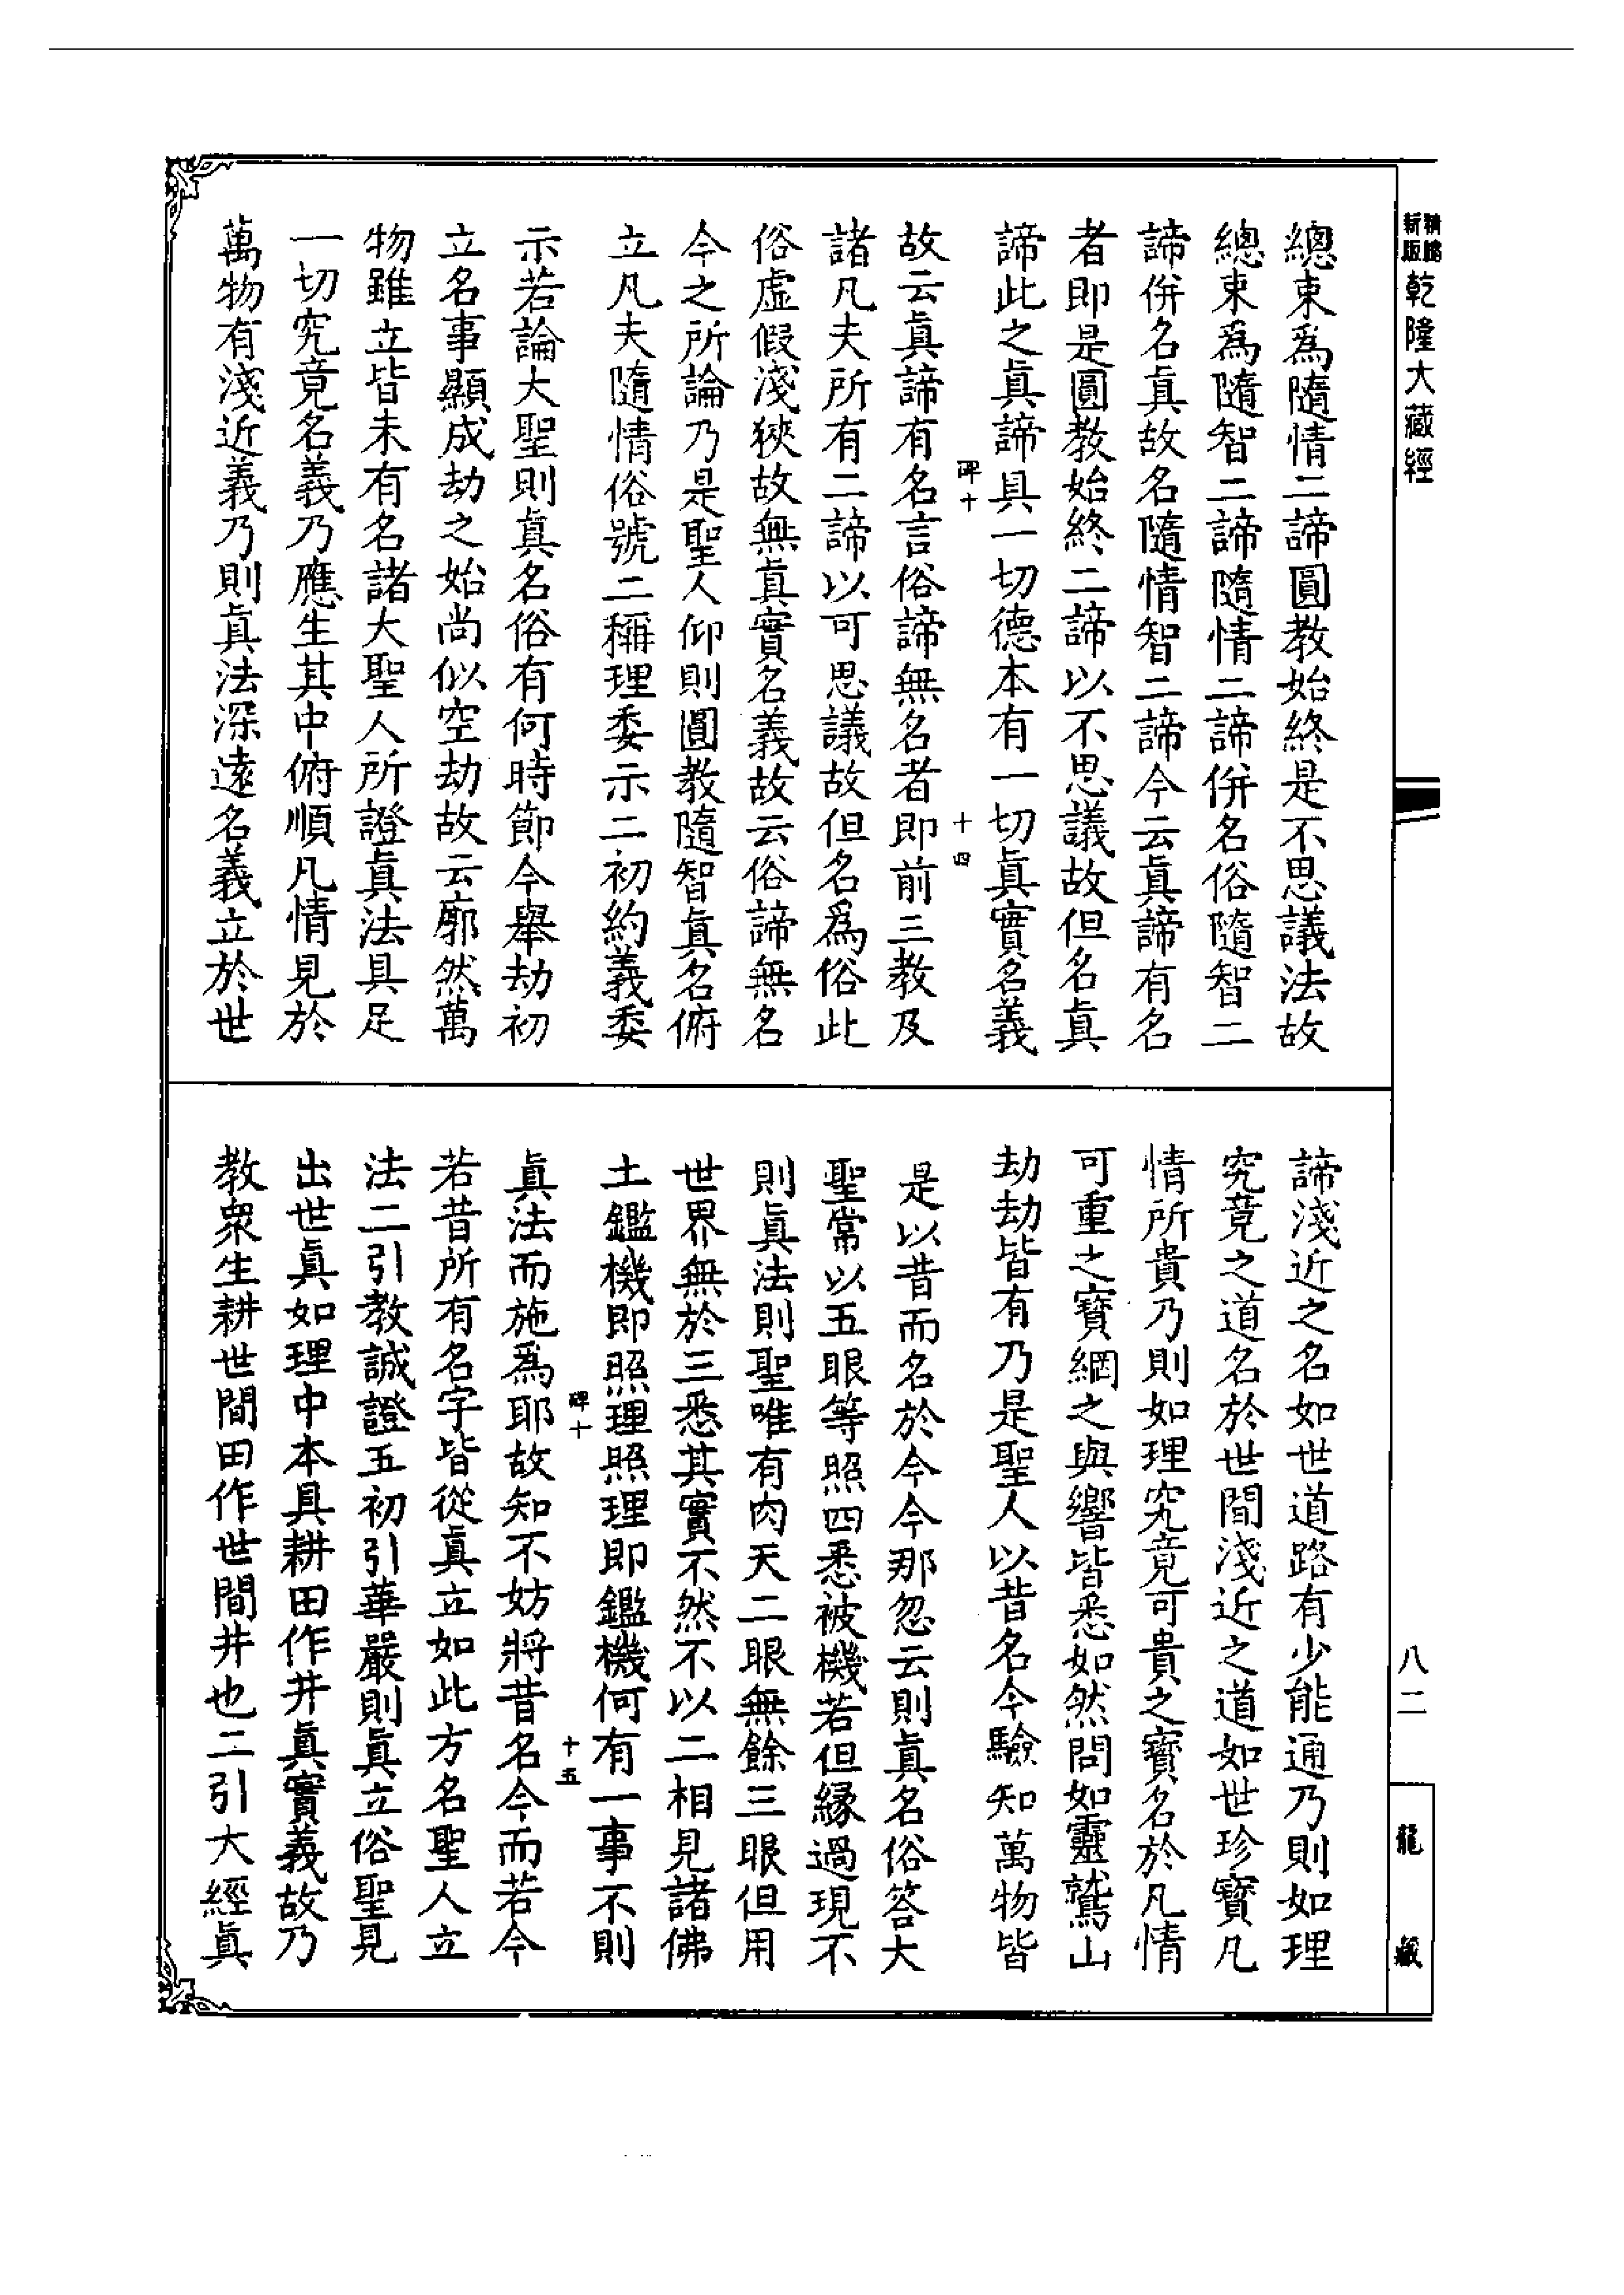 精縮
新版
乾隆大藏經
總束爲隨情二諦圓教始終是不思議法故
總束爲隨智二諦隨情二諦併名俗隨智二
諦併名真故名隨情智二諦今云真諦有名
者即是圓教始終二諦以不思議故但名真
諦此之真諦具一切德本有一切真實名義
碑十
十四
故云真諦有名言俗諦無名者即前三教及
諸凡夫所有二諦以可思議故但名爲俗此
俗虛假淺狹故無真實名義故云俗諦無名
今之所論乃是聖人仰則圓教隨智真名俯
立凡夫隨情俗號二稱理委示二初約義委
示若論大聖則真名俗有何時節今舉劫初
立名事顯成劫之始尚似空劫故云廓然萬
物雖立皆未有名諸大聖人所證真法具足
一切究竟名義乃應生其中俯順凡情見於
萬物有淺近義乃則真法深遠名義立於世
諦淺近之名如世道路有少能通乃則如理
究竟之道名於世間淺近之道如世珍寶凡
情所貴乃則如理究竟可貴之寶名於凡情
可重之寶網之與響皆悉如然問如靈鷲山
劫劫皆有乃是聖人以昔名今驗知萬物皆
是以昔而名於今今那忽云則真名俗答大
聖常以五眼等照四悉被機若但緣過現不
則真法則聖唯有肉天二眼無餘三眼但用
世界無於三悉其實不然不以二相見諸佛
土鑑機即照理照理即鑑機何有一事不則
碑十
十五
真法而施爲耶故知不妨將昔名今而若今
若昔所有名字皆從真立如此方名聖人立
法二引教誠證五初引華嚴則真立俗聖見
出世真如理中本具耕田作井真實義故乃
教衆生耕世間田作世間井也二引大經真
八二
龍藏